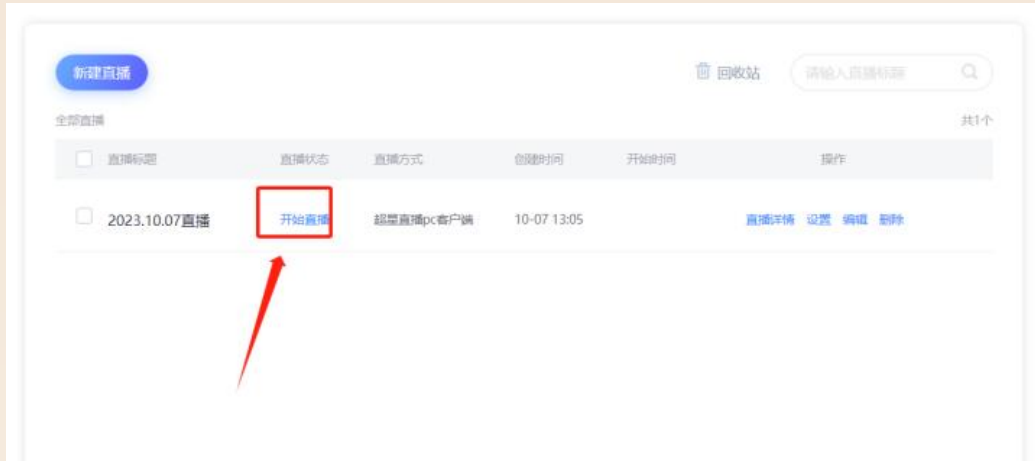 新建直播
回收站
请输入直播标题
全部直播
共1个
直播标题 直播状态 直播方式 创建时间 开始时间 操作
2023.10.07直播 开始直播 超星直播pc客户端 10-07 13:05 直播详情 设置 编辑 删除